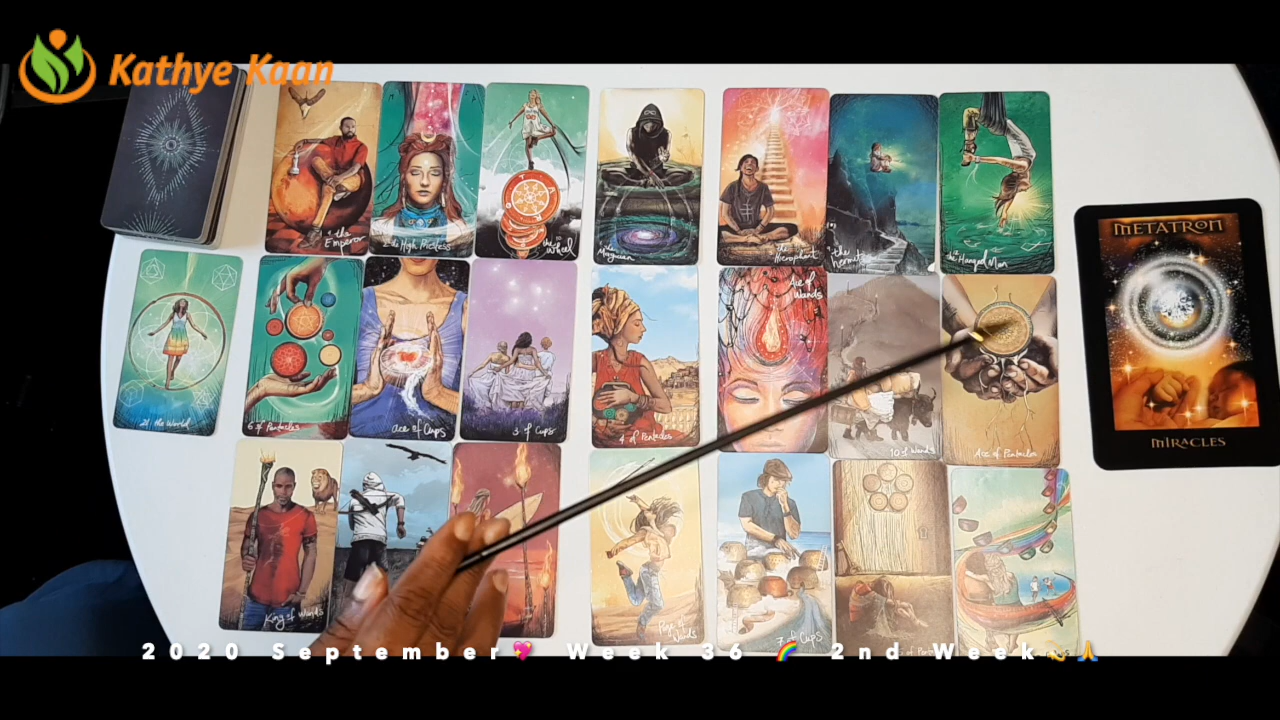 Kathye Kaan
the Emperor
2 the High Priestess
the Wheel
the Magician
the Hierophant
the hermit
the Hanged Man
METATRON
MIRACLES
21. the World
6 of Pentacles
Ace of Cups
3 of Cups
4 of Pentacles
Ace of Wands
10 of Wands
Ace of Pentacles
King of Wands
Page of Wands
7 of Cups
2020 September💖 Week 36 🌈 2nd Week💫🙏